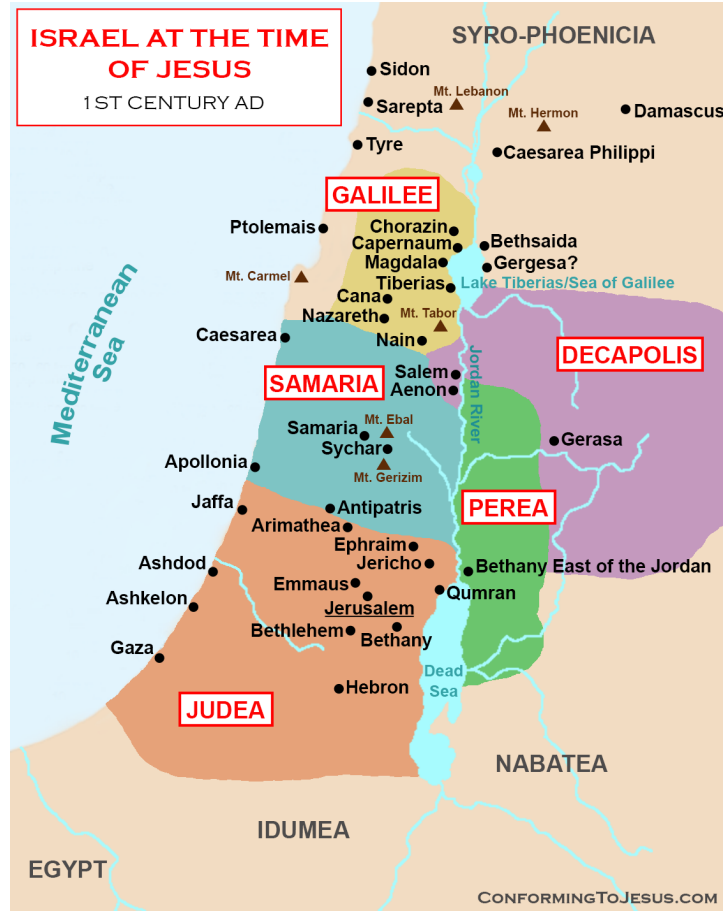 ISRAEL AT THE TIME
OF JESUS
1ST CENTURY AD
SYRO-PHOENICIA
Sidon
Mt. Lebanon
Sarepta
Mt. Hermon
Damascus
Tyre
Caesarea Philippi
GALILEE
Ptolemais
Chorazin
Capernaum
Bethsaida
Magdala
Gergesa?
Mt. Carmel
Tiberias
Lake Tiberias/Sea of Galilee
Cana
Nazareth
Mt. Tabor
Mediterranean
Sea
Caesarea
Nain
DECAPOLIS
Jordan River
SAMARIA
Salem
Aenon
Mt. Ebal
Samaria
Sychar
Gerasa
Apollonia
Mt. Gerizim
Jaffa
Antipatris
PEREA
Arimathea
Ephraim
Jericho
Ashdod
Bethany East of the Jordan
Emmaus
Qumran
Ashkelon
Jerusalem
Bethlehem
Bethany
Gaza
Dead
Sea
Hebron
JUDEA
NABATEA
IDUMEA
EGYPT
CONFORMINGTOJESUS.COM